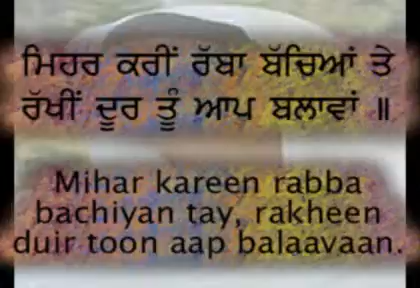 ਮਿਹਰ ਕਰੀਂ ਰੱਬਾ ਬੱਚਿਆਂ ਤੇ
ਰੱਖੀਂ ਦੂਰ ਤੂੰ ਆਪ ਬਲਾਵਾਂ ॥
Mihar kareen rabba
bachiyan tay, rakheen
duir toon aap balaavaan.